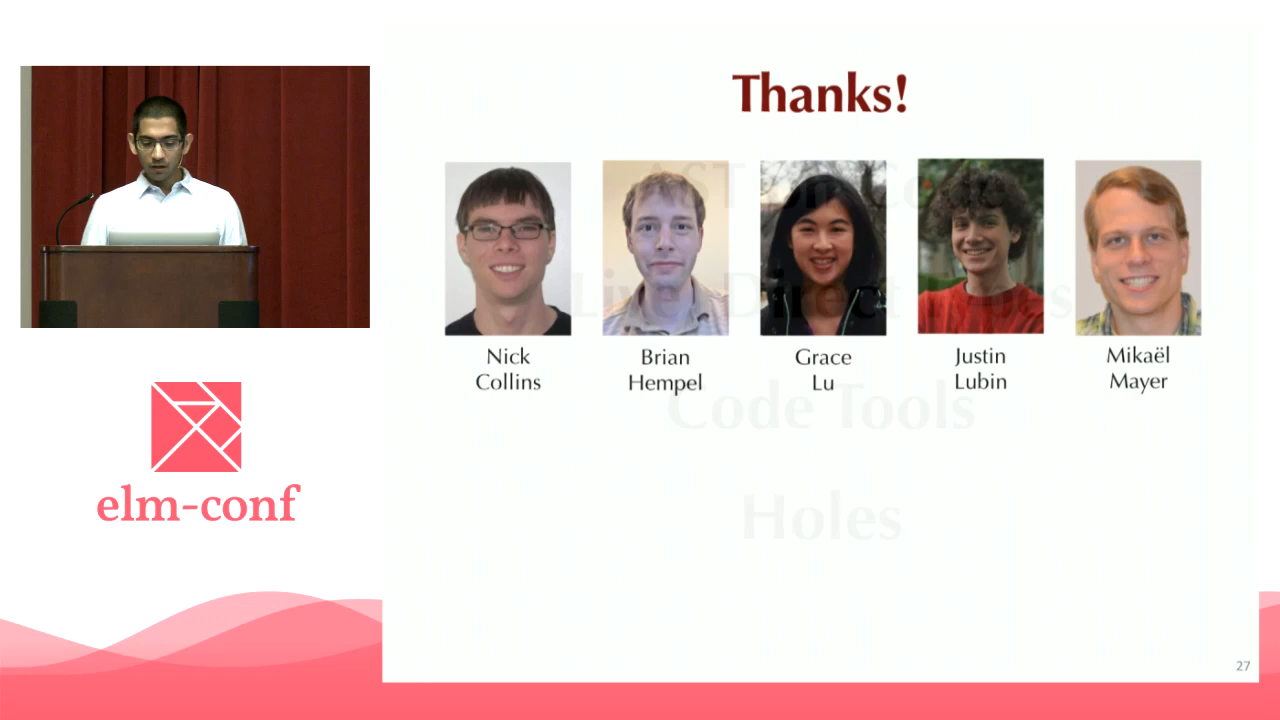 Thanks!
Nick
Collins
Brian
Hempel
Grace
Lu
Justin
Lubin
Mikaël
Mayer
Code Tools
Holes
elm-conf
27